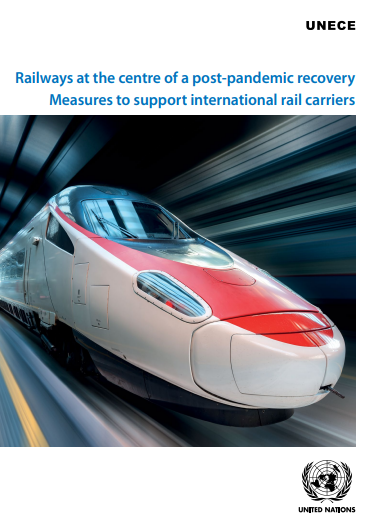 UNECE
Railways at the centre of a post-pandemic recovery
Measures to support international rail carriers
UNITED NATIONS